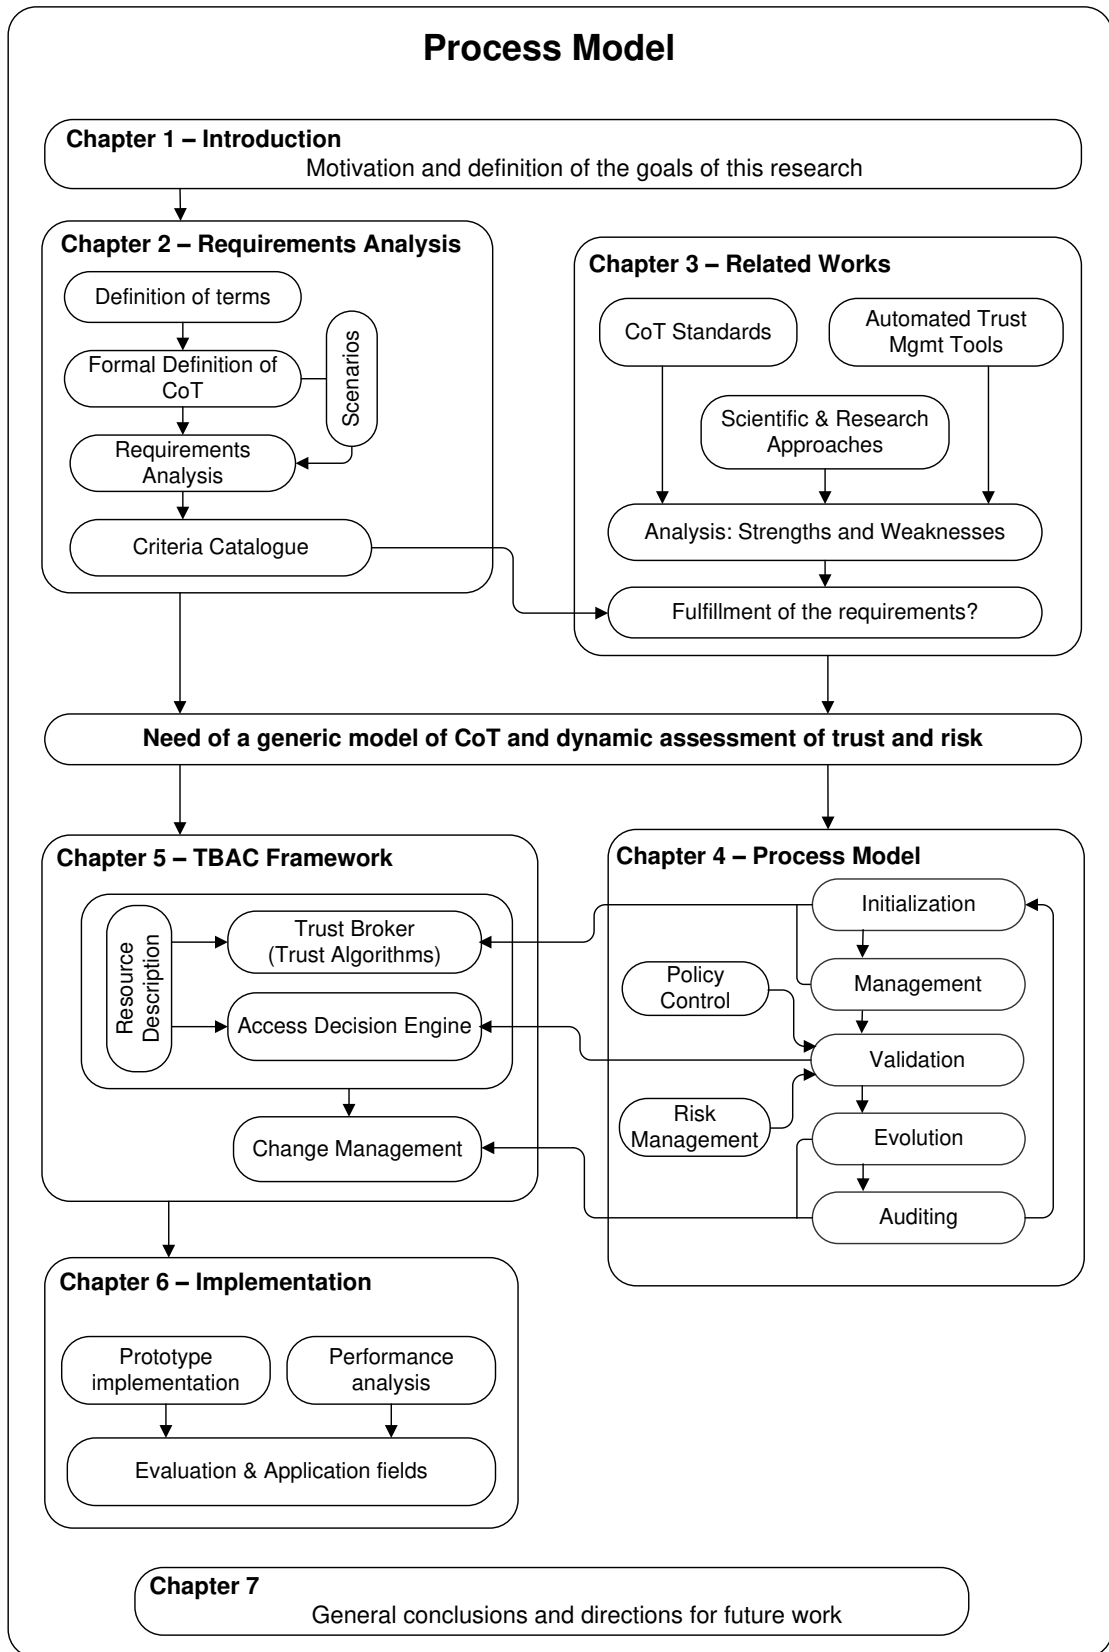 Process Model
Chapter 1 – Introduction
Motivation and definition of the goals of this research
Chapter 2 – Requirements Analysis
Definition of terms
Formal Definition of
CoT
Scenarios
Requirements
Analysis
Criteria Catalogue
Chapter 3 – Related Works
CoT Standards
Automated Trust
Mgmt Tools
Scientific & Research
Approaches
Analysis: Strengths and Weaknesses
Fulfillment of the requirements?
Need of a generic model of CoT and dynamic assessment of trust and risk
Chapter 5 – TBAC Framework
Resource
Description
Trust Broker
(Trust Algorithms)
Access Decision Engine
Change Management
Chapter 4 – Process Model
Initialization
Management
Policy
Control
Validation
Risk
Management
Evolution
Auditing
Chapter 6 – Implementation
Prototype
implementation
Performance
analysis
Evaluation & Application fields
Chapter 7
General conclusions and directions for future work